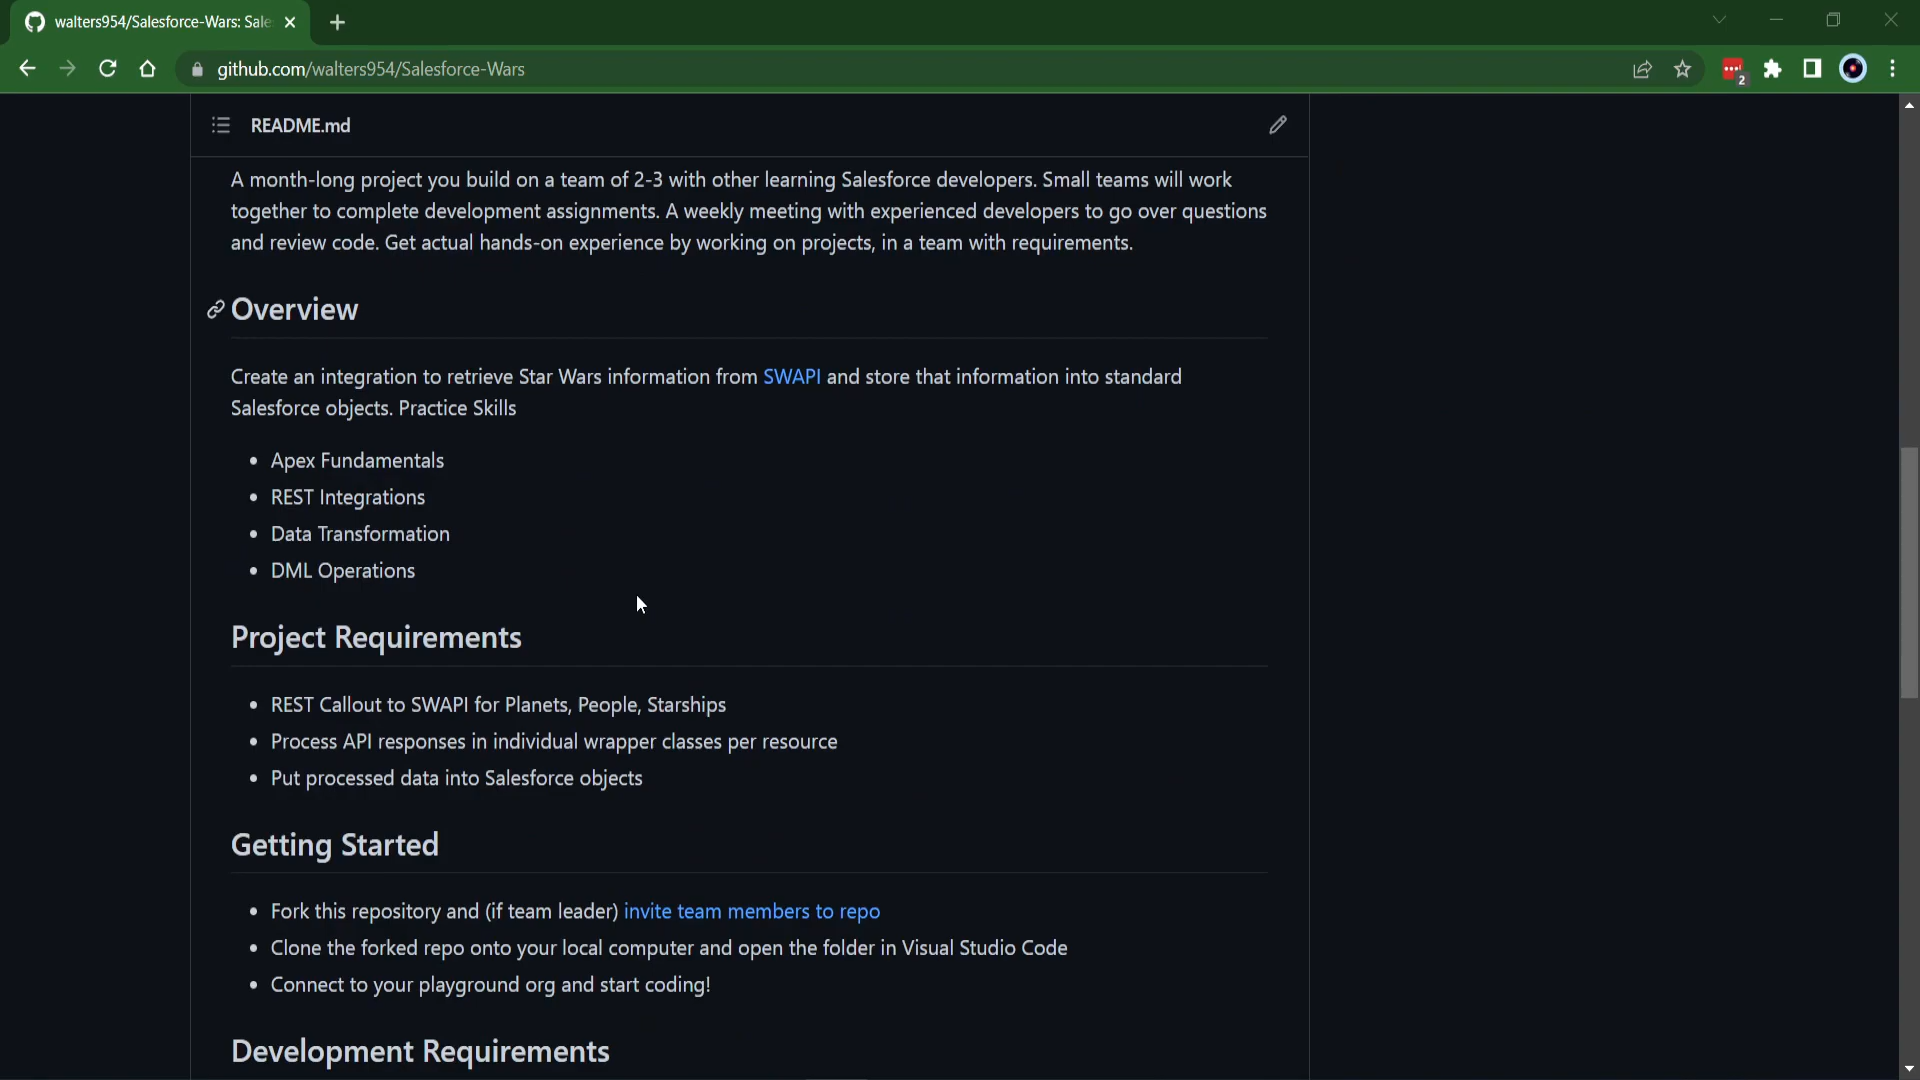 walters954/Salesforce-Wars: Sale
github.com/walters954/Salesforce-Wars
2
README.md
A month-long project you build on a team of 2-3 with other learning Salesforce developers. Small teams will work
together to complete development assignments. A weekly meeting with experienced developers to go over questions
and review code. Get actual hands-on experience by working on projects, in a team with requirements.
Overview
Create an integration to retrieve Star Wars information from SWAPI and store that information into standard
Salesforce objects. Practice Skills
• Apex Fundamentals
• REST Integrations
• Data Transformation
• DML Operations
Project Requirements
• REST Callout to SWAPI for Planets, People, Starships
• Process API responses in individual wrapper classes per resource
• Put processed data into Salesforce objects
Getting Started
• Fork this repository and (if team leader) invite team members to repo
• Clone the forked repo onto your local computer and open the folder in Visual Studio Code
• Connect to your playground org and start coding!
Development Requirements